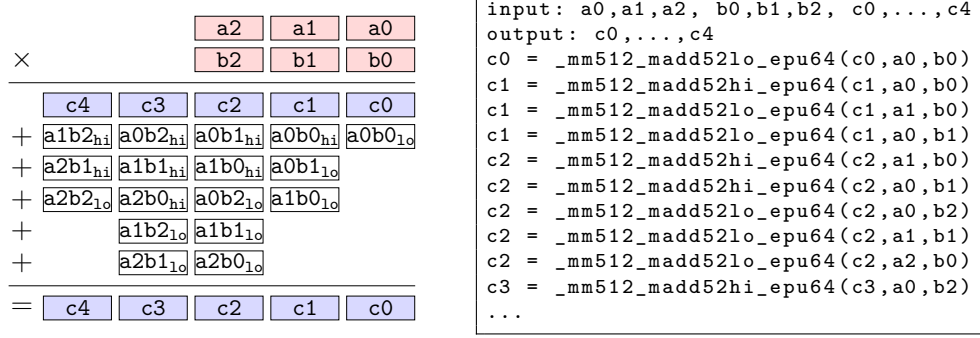 a2 a1 a0
× b2 b1 b0
c4 c3 c2 c1 c0
+ a1b2hi a0b2hi a0b1hi a0b0hi a0b0lo
+ a2b1hi a1b1hi a1b0hi a0b1lo
+ a2b2lo a2b0hi a0b2lo a1b0lo
+ a1b2lo a1b1lo
+ a2b1lo a2b0lo
= c4 c3 c2 c1 c0
input: a0,a1,a2, b0,b1,b2, c0,...,c4
output: c0,...,c4
c0 = _mm512_madd52lo_epu64(c0,a0,b0)
c1 = _mm512_madd52hi_epu64(c1,a0,b0)
c1 = _mm512_madd52lo_epu64(c1,a1,b0)
c1 = _mm512_madd52lo_epu64(c1,a0,b1)
c2 = _mm512_madd52hi_epu64(c2,a1,b0)
c2 = _mm512_madd52hi_epu64(c2,a0,b1)
c2 = _mm512_madd52lo_epu64(c2,a0,b2)
c2 = _mm512_madd52lo_epu64(c2,a1,b1)
c2 = _mm512_madd52lo_epu64(c2,a2,b0)
c3 = _mm512_madd52hi_epu64(c3,a0,b2)
...